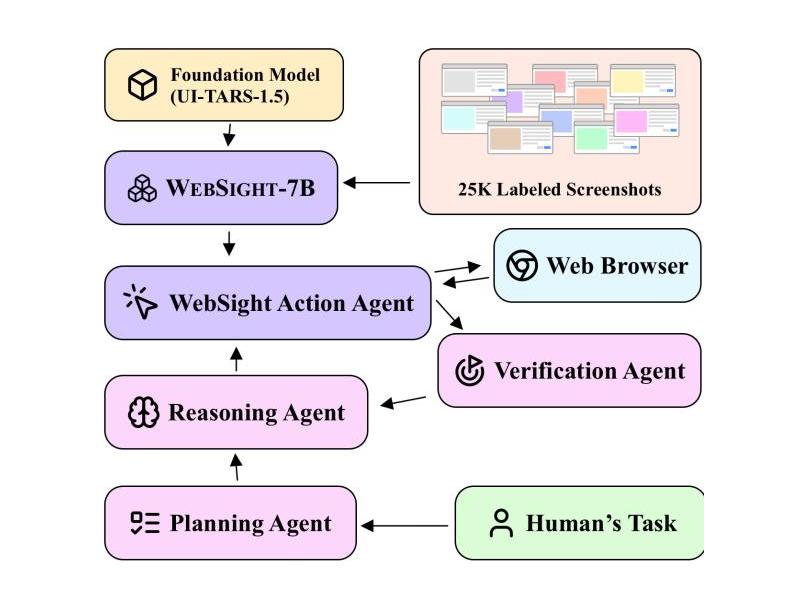 Foundation Model
(UI-TARS-1.5)
WEBSIGHT-7B
25K Labeled Screenshots
Web Browser
WebSight Action Agent
Verification Agent
Reasoning Agent
Planning Agent
Human’s Task